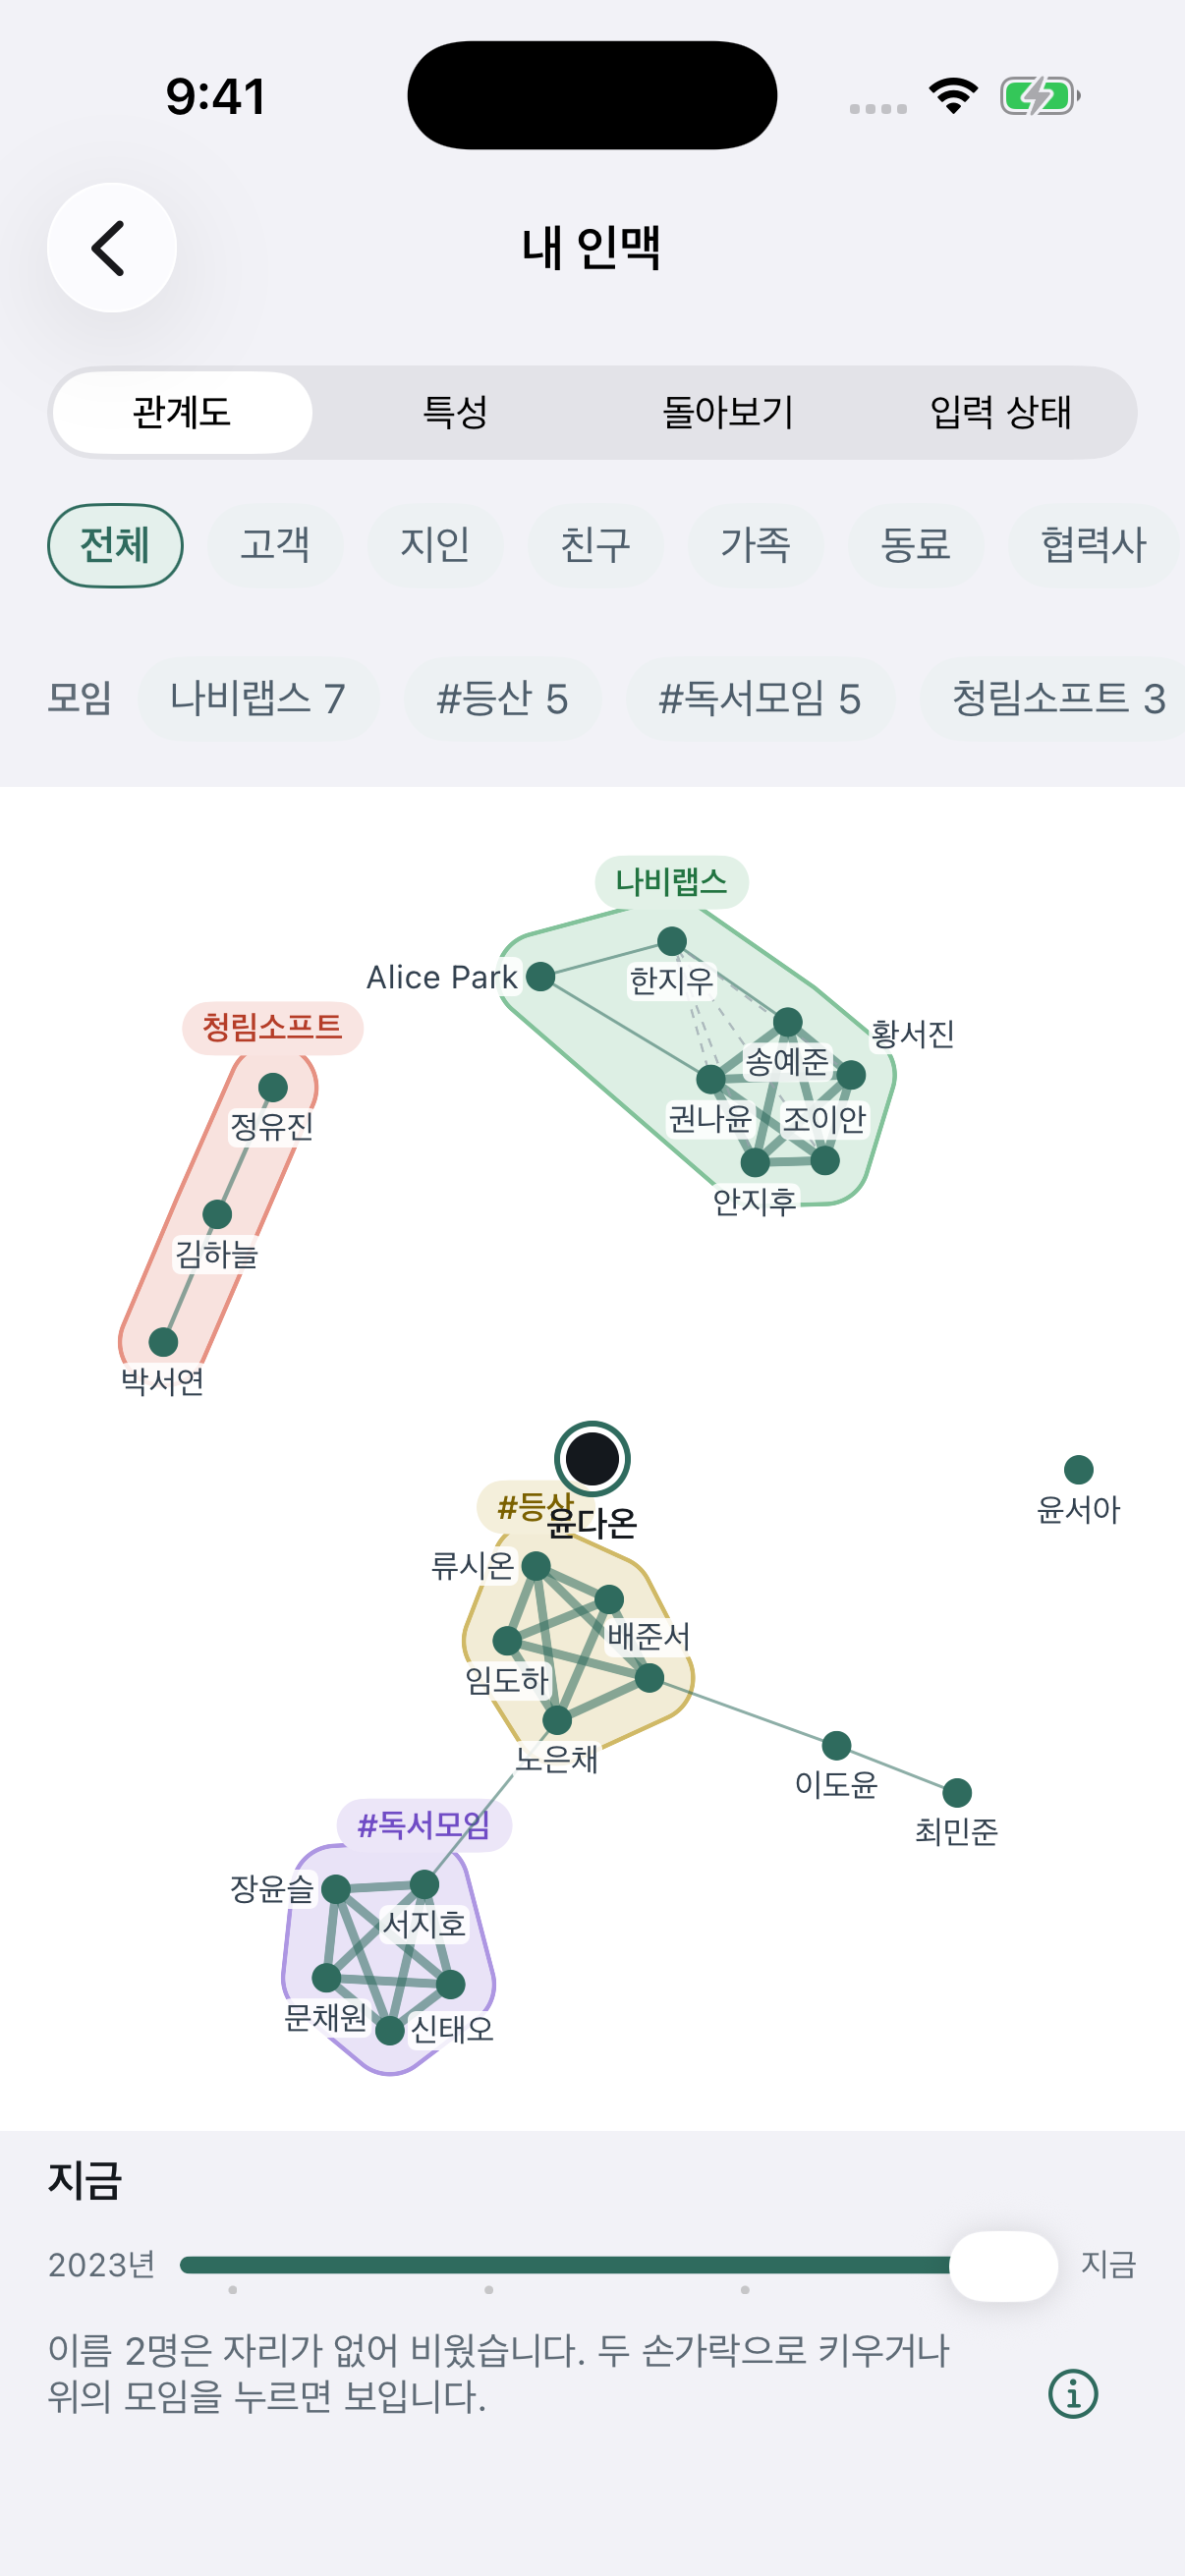 9:41
내 인맥
관계도 특성 돌아보기 입력 상태
전체 고객 지인 친구 가족 동료 협력사
모임 나비랩스 7 #등산 5 #독서모임 5 청림소프트 3
나비랩스
Alice Park
한지우
청림소프트
황서진
송예준
정유진
권나윤
조이안
안지후
김하늘
박서연
#등산
윤다온
윤서아
류시온
배준서
임도하
노은채
이도윤
#독서모임
최민준
장윤슬
서지호
문채원
신태오
지금
2023년 지금
이름 2명은 자리가 없어 비웠습니다. 두 손가락으로 키우거나
위의 모임을 누르면 보입니다.